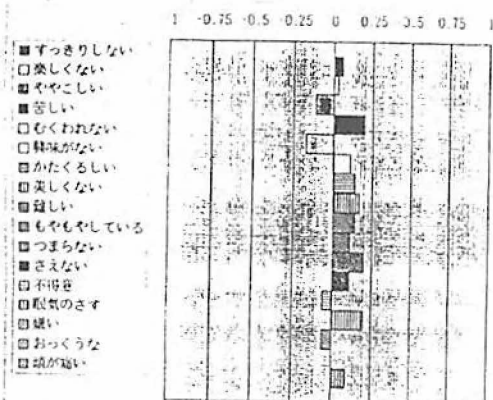 1 -0.75 -0.5 -0.25 0 0.25 0.5 0.75 1
すっきりしない
楽しくない
ややこしい
苦しい
むくわれない
興味がない
かたくるしい
美しくない
難しい
もやもやしている
つまらない
さえない
不得意
眠気のさす
嫌い
おっくうな
頭が痛い